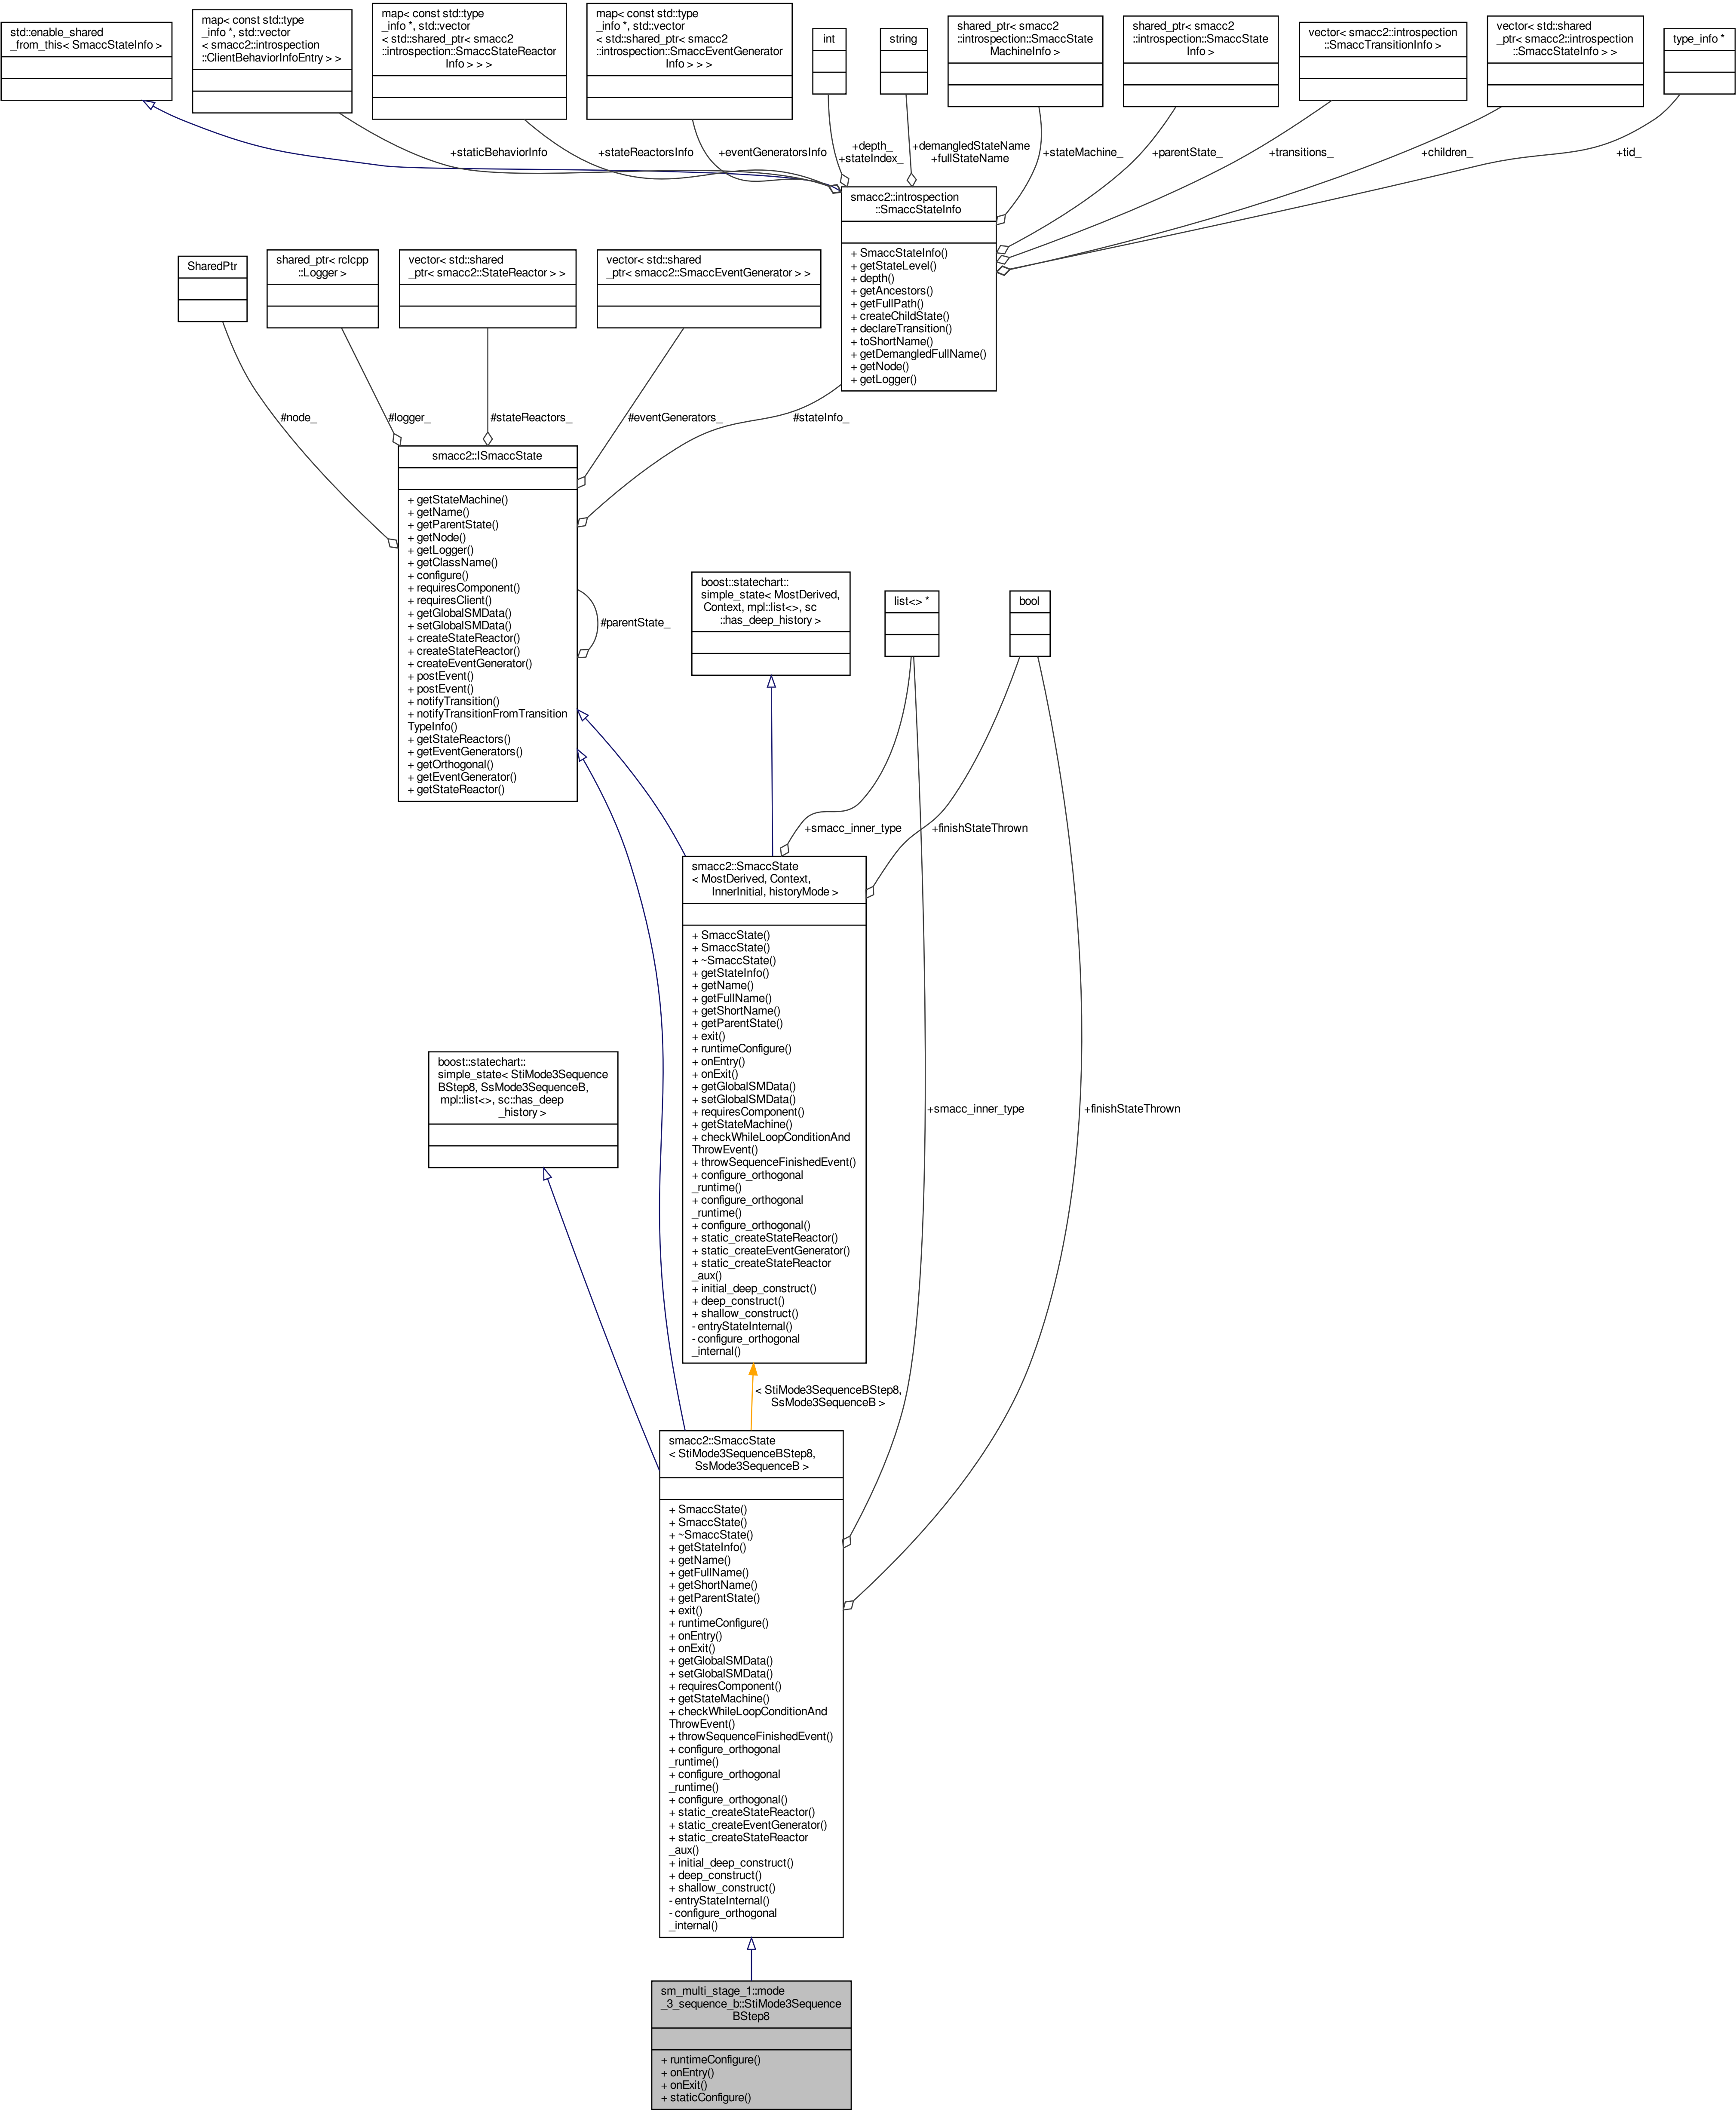 std::enable_shared
_from_this< SmaccStateInfo >
map< const std::type
_info *, std::vector
< smacc2::introspection
::ClientBehaviorInfoEntry > >
map< const std::type
_info *, std::vector
< std::shared_ptr< smacc2
::introspection::SmaccStateReactor
Info > > >
map< const std::type
_info *, std::vector
< std::shared_ptr< smacc2
::introspection::SmaccEventGenerator
Info > > >
int
string
shared_ptr< smacc2
::introspection::SmaccState
MachineInfo >
shared_ptr< smacc2
::introspection::SmaccState
Info >
vector< smacc2::introspection
::SmaccTransitionInfo >
vector< std::shared
_ptr< smacc2::introspection
::SmaccStateInfo > >
type_info *
+staticBehaviorInfo
+stateReactorsInfo
+eventGeneratorsInfo
+depth_
+stateIndex_
+demangledStateName
+fullStateName
+stateMachine_
+parentState_
+transitions_
+children_
+tid_
smacc2::introspection
::SmaccStateInfo
+ SmaccStateInfo()
+ getStateLevel()
+ depth()
+ getAncestors()
+ getFullPath()
+ createChildState()
+ declareTransition()
+ toShortName()
+ getDemangledFullName()
+ getNode()
+ getLogger()
SharedPtr
shared_ptr< rclcpp
::Logger >
vector< std::shared
_ptr< smacc2::StateReactor > >
vector< std::shared
_ptr< smacc2::SmaccEventGenerator > >
#node_
#logger_
#stateReactors_
#eventGenerators_
#stateInfo_
smacc2::ISmaccState
+ getStateMachine()
+ getName()
+ getParentState()
+ getNode()
+ getLogger()
+ getClassName()
+ configure()
+ requiresComponent()
+ requiresClient()
+ getGlobalSMData()
+ setGlobalSMData()
+ createStateReactor()
+ createStateReactor()
+ createEventGenerator()
+ postEvent()
+ postEvent()
+ notifyTransition()
+ notifyTransitionFromTransition
TypeInfo()
+ getStateReactors()
+ getEventGenerators()
+ getOrthogonal()
+ getEventGenerator()
+ getStateReactor()
#parentState_
boost::statechart::
simple_state< MostDerived,
Context, mpl::list<>, sc
::has_deep_history >
list<> *
bool
+smacc_inner_type
+finishStateThrown
smacc2::SmaccState
< MostDerived, Context,
InnerInitial, historyMode >
+ SmaccState()
+ SmaccState()
+ ~SmaccState()
+ getStateInfo()
+ getName()
+ getFullName()
+ getShortName()
+ getParentState()
+ exit()
+ runtimeConfigure()
+ onEntry()
+ onExit()
+ getGlobalSMData()
+ setGlobalSMData()
+ requiresComponent()
+ getStateMachine()
+ checkWhileLoopConditionAnd
ThrowEvent()
+ throwSequenceFinishedEvent()
+ configure_orthogonal
_runtime()
+ configure_orthogonal
_runtime()
+ configure_orthogonal()
+ static_createStateReactor()
+ static_createEventGenerator()
+ static_createStateReactor
_aux()
+ initial_deep_construct()
+ deep_construct()
+ shallow_construct()
- entryStateInternal()
- configure_orthogonal
_internal()
boost::statechart::
simple_state< StiMode3Sequence
BStep8, SsMode3SequenceB,
mpl::list<>, sc::has_deep
_history >
+smacc_inner_type
+finishStateThrown
< StiMode3SequenceBStep8,
SsMode3SequenceB >
smacc2::SmaccState
< StiMode3SequenceBStep8,
SsMode3SequenceB >
+ SmaccState()
+ SmaccState()
+ ~SmaccState()
+ getStateInfo()
+ getName()
+ getFullName()
+ getShortName()
+ getParentState()
+ exit()
+ runtimeConfigure()
+ onEntry()
+ onExit()
+ getGlobalSMData()
+ setGlobalSMData()
+ requiresComponent()
+ getStateMachine()
+ checkWhileLoopConditionAnd
ThrowEvent()
+ throwSequenceFinishedEvent()
+ configure_orthogonal
_runtime()
+ configure_orthogonal
_runtime()
+ configure_orthogonal()
+ static_createStateReactor()
+ static_createEventGenerator()
+ static_createStateReactor
_aux()
+ initial_deep_construct()
+ deep_construct()
+ shallow_construct()
- entryStateInternal()
- configure_orthogonal
_internal()
sm_multi_stage_1::mode
_3_sequence_b::StiMode3Sequence
BStep8
+ runtimeConfigure()
+ onEntry()
+ onExit()
+ staticConfigure()